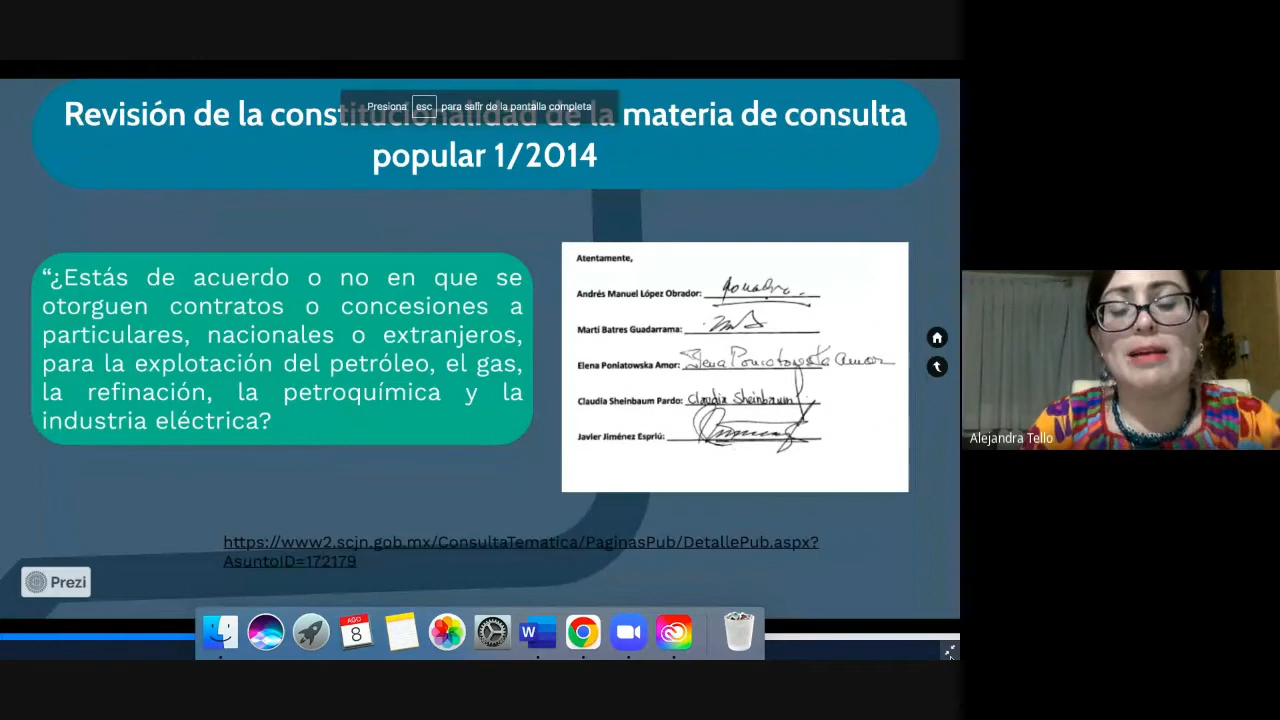 Revisión de la constitucionalidad de la materia de consulta
popular 1/2014
Presiona esc para salir de la pantalla completa
“¿Estás de acuerdo o no en que se
otorguen contratos o concesiones a
particulares, nacionales o extranjeros,
para la explotación del petróleo, el gas,
la refinación, la petroquímica y la
industria eléctrica?
Atentamente,
Andrés Manuel López Obrador:
Martí Batres Guadarrama:
Elena Poniatowska Amor: Elena Poniatowska Amor
Claudia Sheinbaum Pardo: Claudia Sheinbaum
Javier Jiménez Espriú:
https://www2.scjn.gob.mx/ConsultaTematica/PaginasPub/DetallePub.aspx?
AsuntoID=172179
Prezi
AGO
8
W
Alejandra Tello